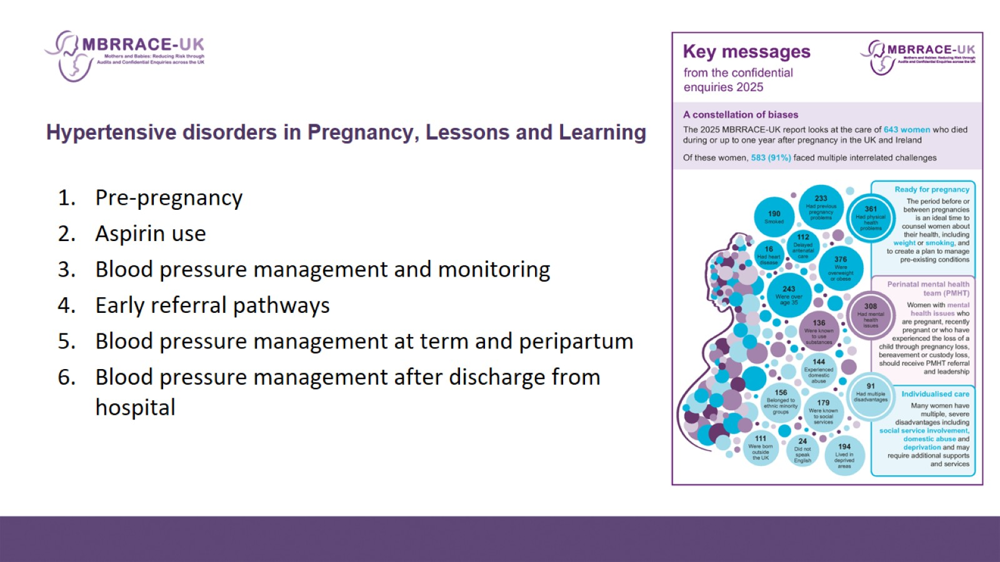 MBRRACE-UK
Mothers and Babies: Reducing Risk through
Audits and Confidential Enquiries across the UK
Hypertensive disorders in Pregnancy, Lessons and Learning
1. Pre-pregnancy
2. Aspirin use
3. Blood pressure management and monitoring
4. Early referral pathways
5. Blood pressure management at term and peripartum
6. Blood pressure management after discharge from
hospital
Key messages
from the confidential
enquiries 2025
MBRRACE-UK
Mothers and Babies: Reducing Risk through
Audits and Confidential Enquiries across the UK
A constellation of biases
The 2025 MBRRACE-UK report looks at the care of 643 women who died
during or up to one year after pregnancy in the UK and Ireland
Of these women, 583 (91%) faced multiple interrelated challenges
190
Smoked
233
Had previous
pregnancy
problems
361
Had physical
health
problems
16
Had heart
disease
112
Delayed
antenatal
care
376
Were
overweight
or obese
243
Were over
age 35
136
Were known
to use
substances
308
Had mental
health
issues
144
Experienced
domestic
abuse
156
Belonged to
ethnic minority
groups
179
Were known
to social
services
91
Had multiple
disadvantages
111
Were born
outside
the UK
24
Did not
speak
English
194
Lived in
deprived
areas
Ready for pregnancy
The period before or
between pregnancies
is an ideal time to
counsel women about
their health, including
weight or smoking, and
to create a plan to manage
pre-existing conditions
Perinatal mental health
team (PMHT)
Women with mental
health issues who
are pregnant, recently
pregnant or who have
experienced the loss of a
child through pregnancy loss,
bereavement or custody loss,
should receive PMHT referral
and leadership
Individualised care
Many women have
multiple, severe
disadvantages including
social service involvement,
domestic abuse and
deprivation and may
require additional supports
and services